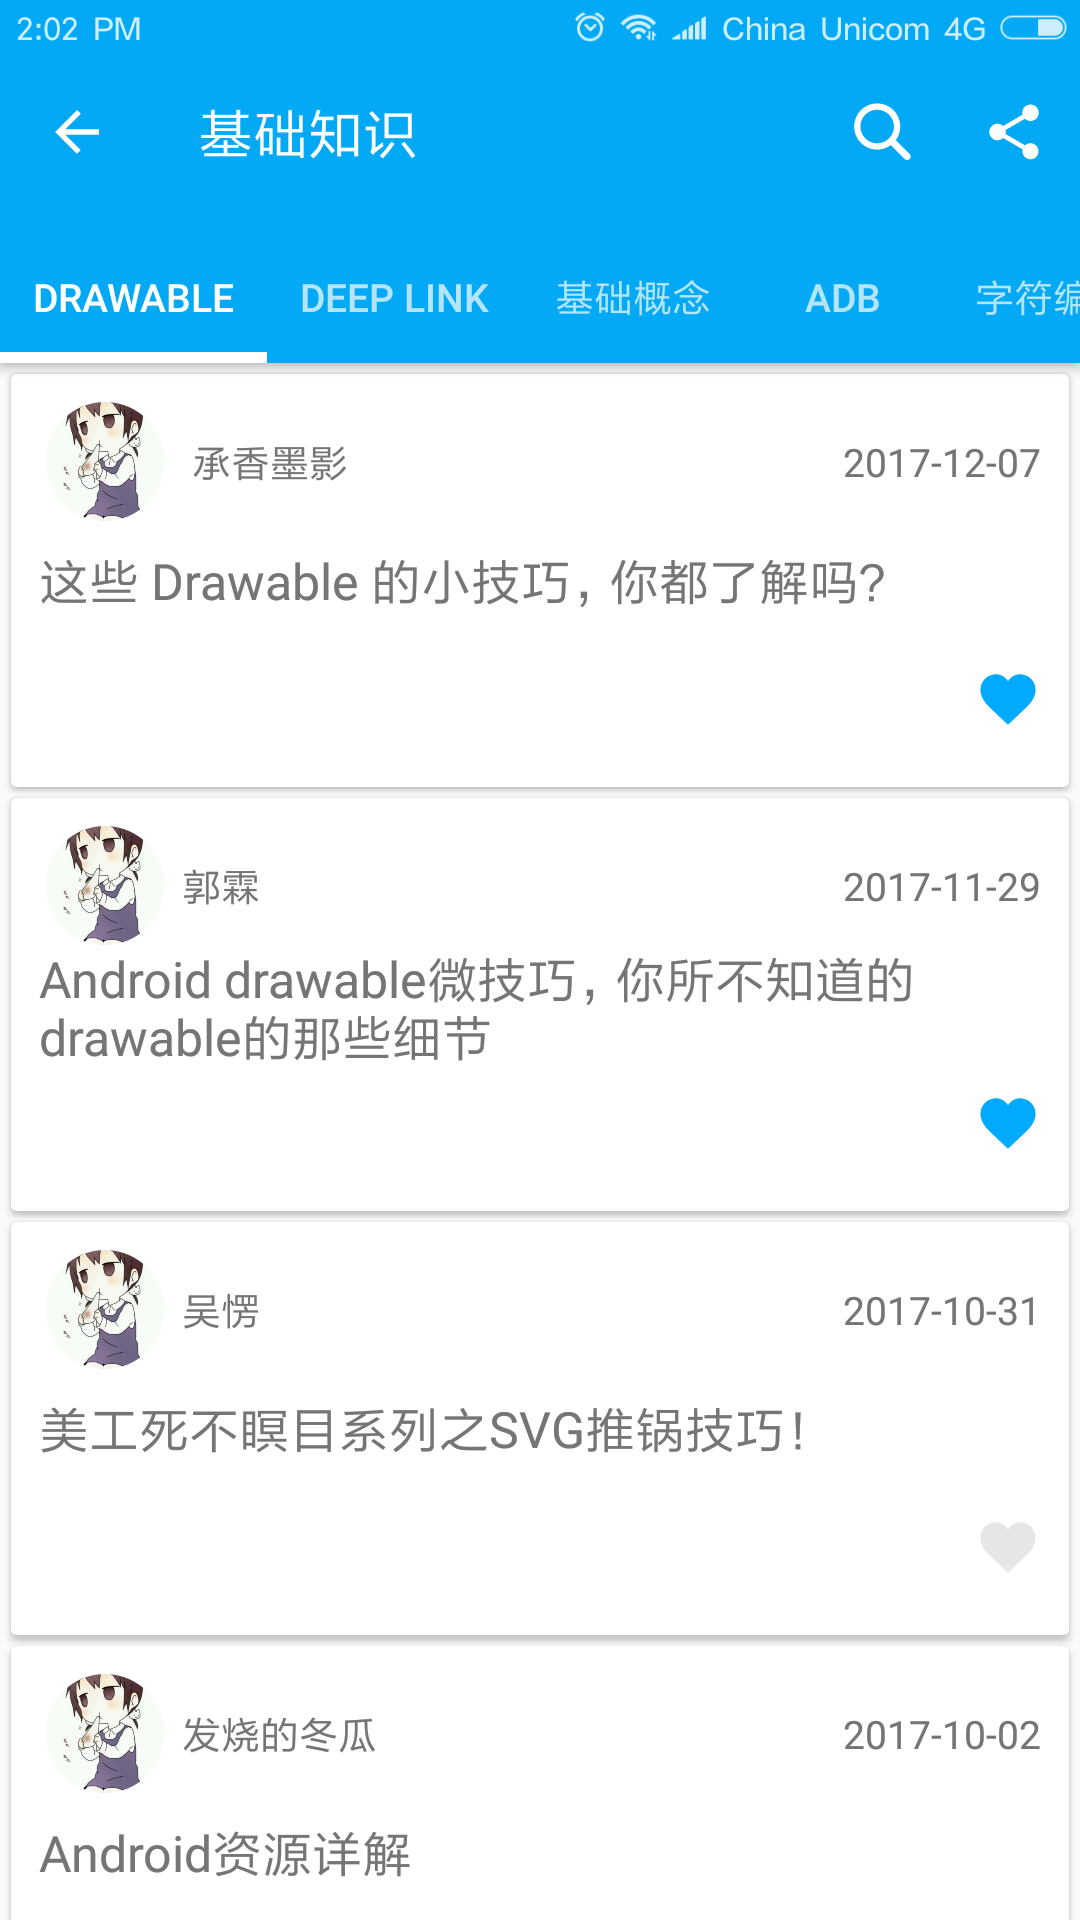 2:02 PM China Unicom 4G
基础知识
DRAWABLE DEEP LINK 基础概念 ADB 字符编
承香墨影 2017-12-07
这些 Drawable 的小技巧，你都了解吗?
郭霖 2017-11-29
Android drawable微技巧，你所不知道的
drawable的那些细节
吴愣 2017-10-31
美工死不瞑目系列之SVG推锅技巧！
发烧的冬瓜 2017-10-02
Android资源详解